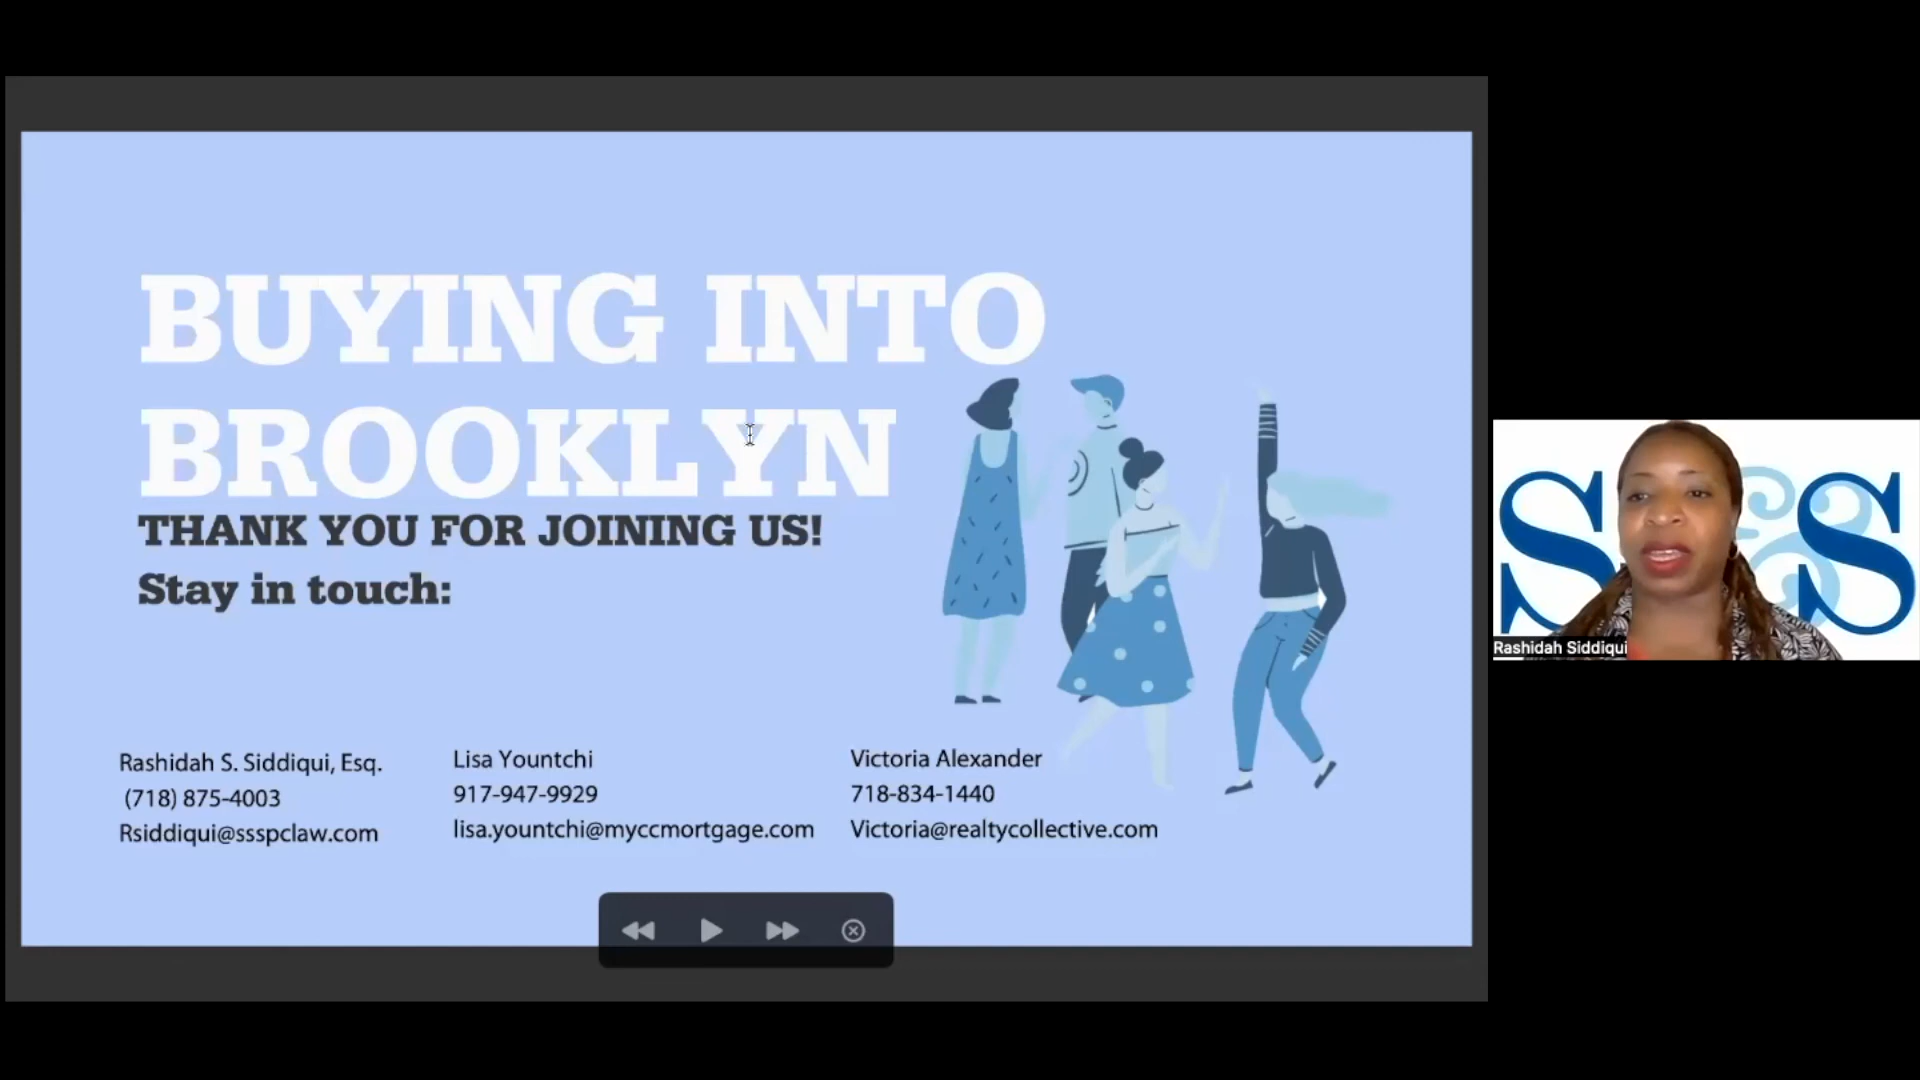 BUYING INTO
BROOKLYN
THANK YOU FOR JOINING US!
Stay in touch:
Rashidah S. Siddiqui, Esq.
(718) 875-4003
Rsiddiqui@ssspclaw.com
Lisa Yountchi
917-947-9929
lisa.yountchi@myccmortgage.com
Victoria Alexander
718-834-1440
Victoria@realtycollective.com
S&S
Rashidah Siddiqui